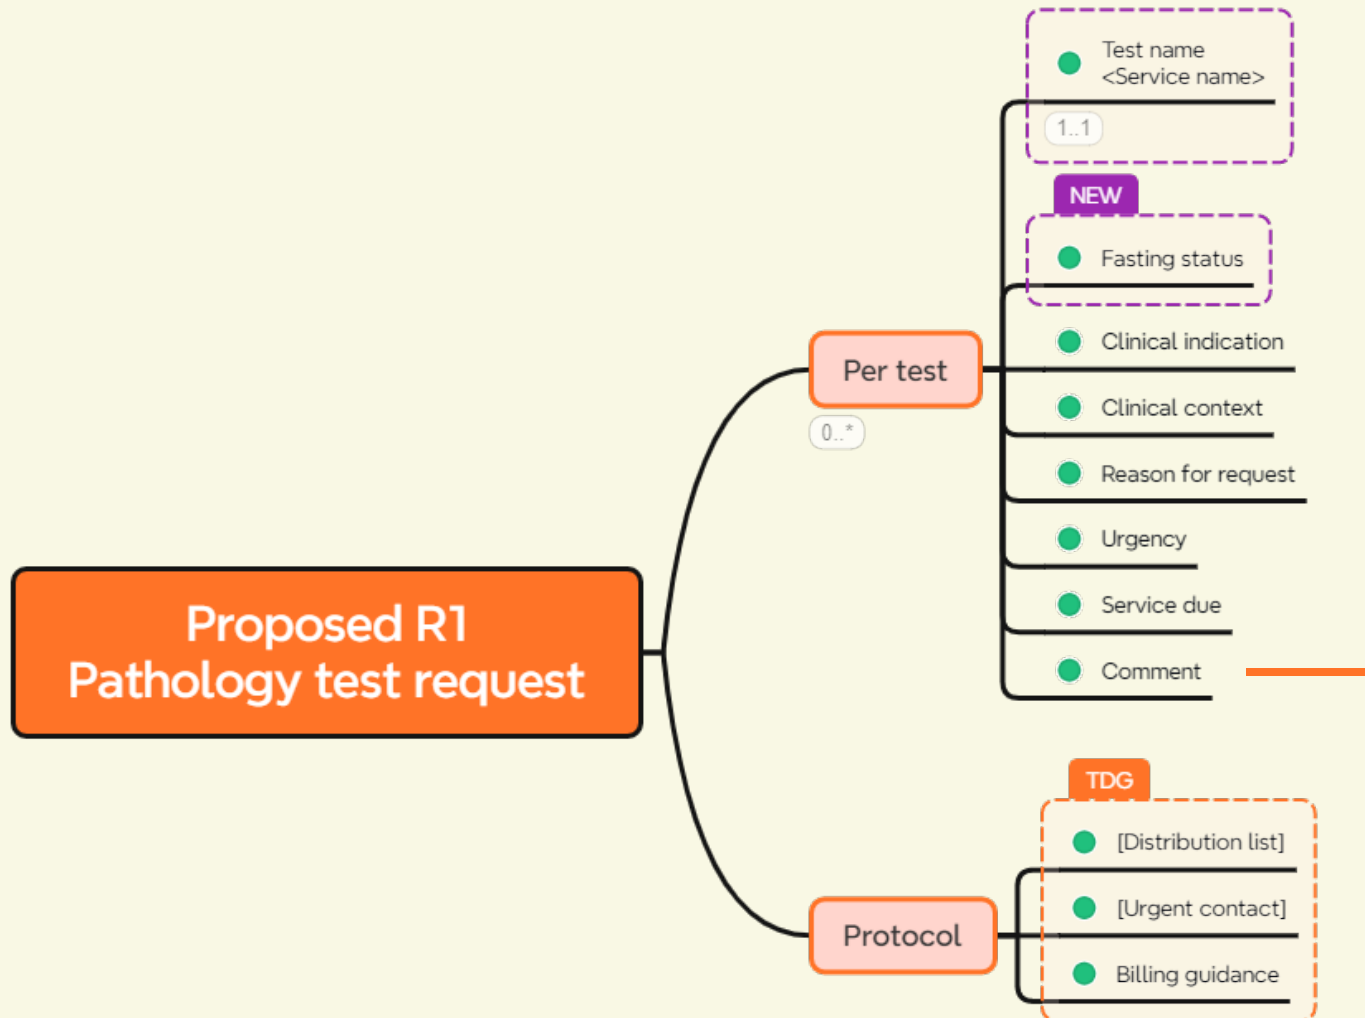 Test name
<Service name>
1..1
NEW
Fasting status
Clinical indication
Per test
Clinical context
0..*
Reason for request
Urgency
Service due
Proposed R1
Pathology test request
Comment
TDG
[Distribution list]
[Urgent contact]
Protocol
Billing guidance